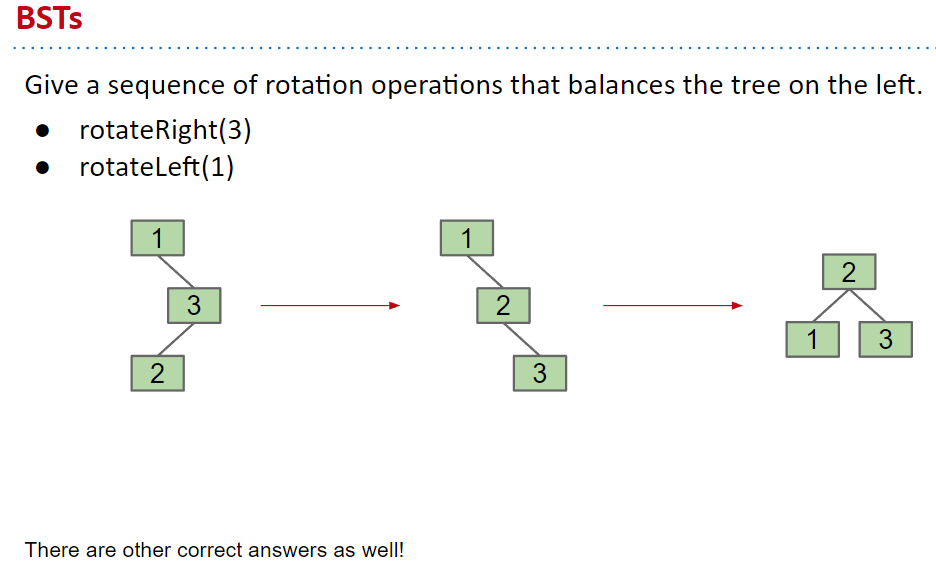 BSTs
Give a sequence of rotation operations that balances the tree on the left.
● rotateRight(3)
● rotateLeft(1)
1
3
2
1
2
3
2
1 3
There are other correct answers as well!